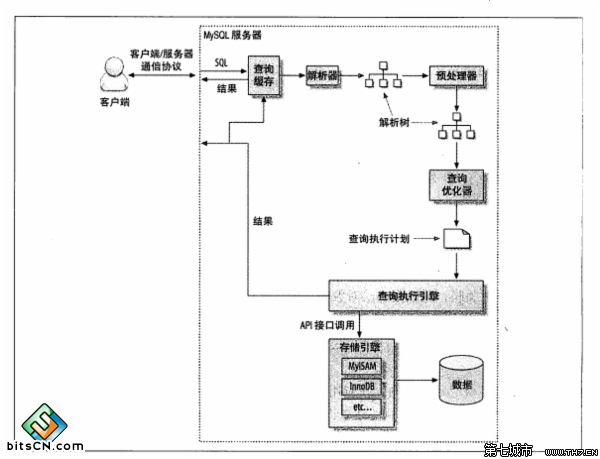 MySQL 服务器
客户端/服务器
通信协议
客户端
SQL
结果
查询
缓存
解析器
预处理器
解析树
查询
优化器
结果
查询执行计划
查询执行引擎
API 接口调用
存储引擎
MyISAM
InnoDB
etc...
数据
bitsCN.com
第七城市 WWW.TH7.CN